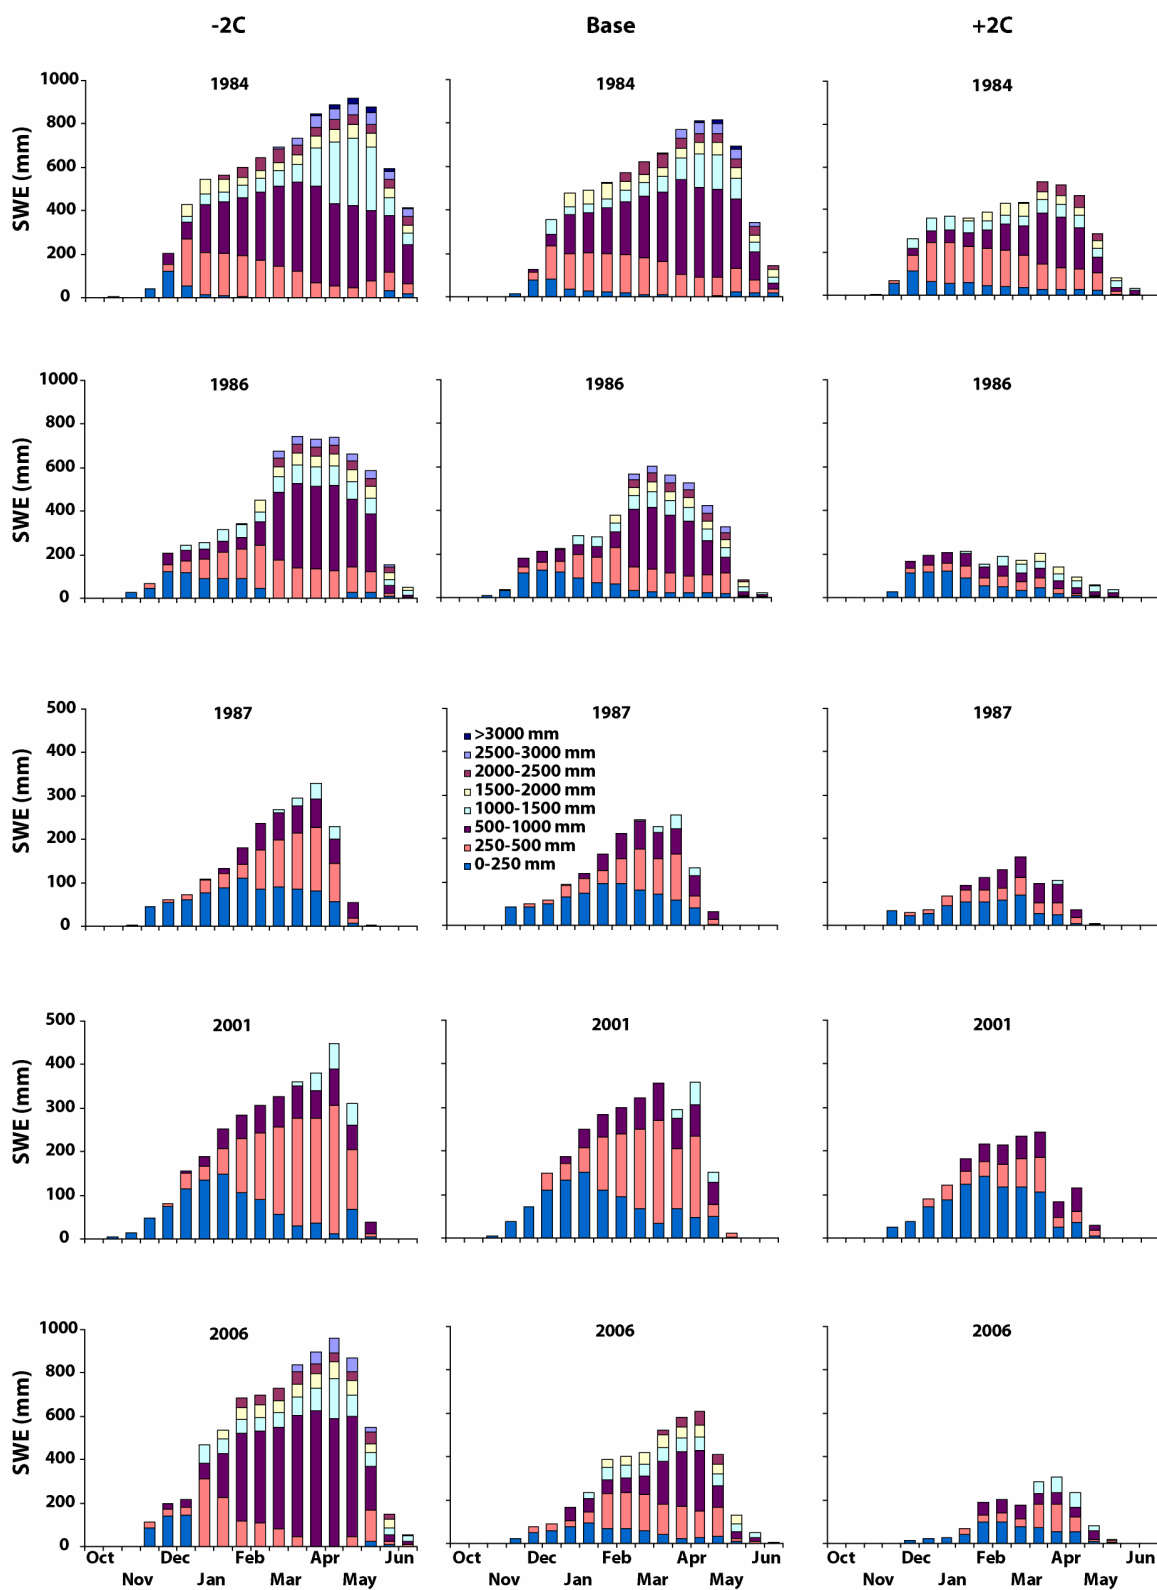 -2C Base +2C
1984 1984 1984
1000
800
600
400
200
0
SWE (mm)
1986 1986 1986
1000
800
600
400
200
0
SWE (mm)
1987 1987 1987
500
400
300
200
100
0
SWE (mm)
>3000 mm
2500-3000 mm
2000-2500 mm
1500-2000 mm
1000-1500 mm
500-1000 mm
250-500 mm
0-250 mm
2001 2001 2001
500
400
300
200
100
0
SWE (mm)
2006 2006 2006
1000
800
600
400
200
0
SWE (mm)
Oct Dec Feb Apr Jun Oct Dec Feb Apr Jun Oct Dec Feb Apr Jun
Nov Jan Mar May Nov Jan Mar May Nov Jan Mar May